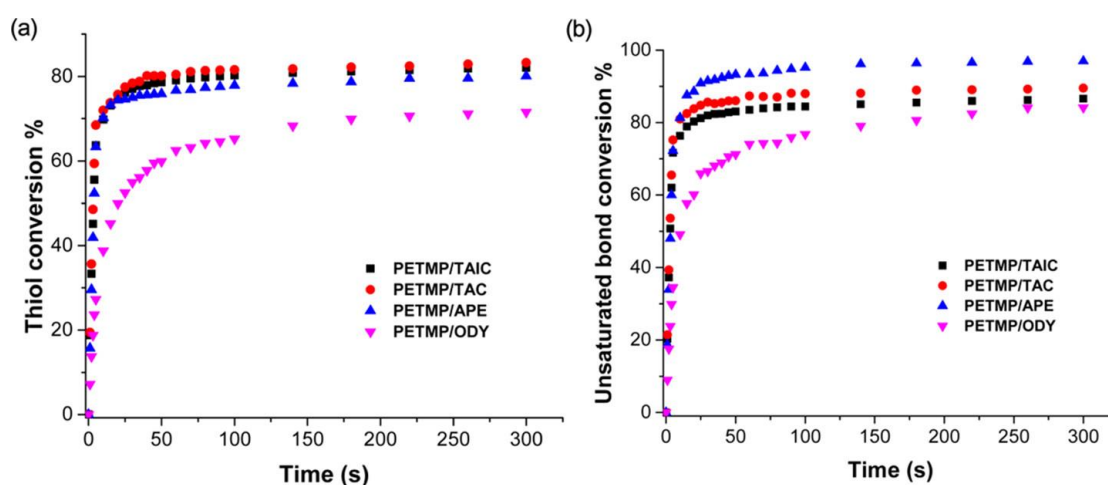 (a)
Thiol conversion %
80
60
40
20
0
PETMP/TAIC
PETMP/TAC
PETMP/APE
PETMP/ODY
0 50 100 150 200 250 300
Time (s)
(b)
Unsaturated bond conversion %
100
80
60
40
20
0
PETMP/TAIC
PETMP/TAC
PETMP/APE
PETMP/ODY
0 50 100 150 200 250 300
Time (s)